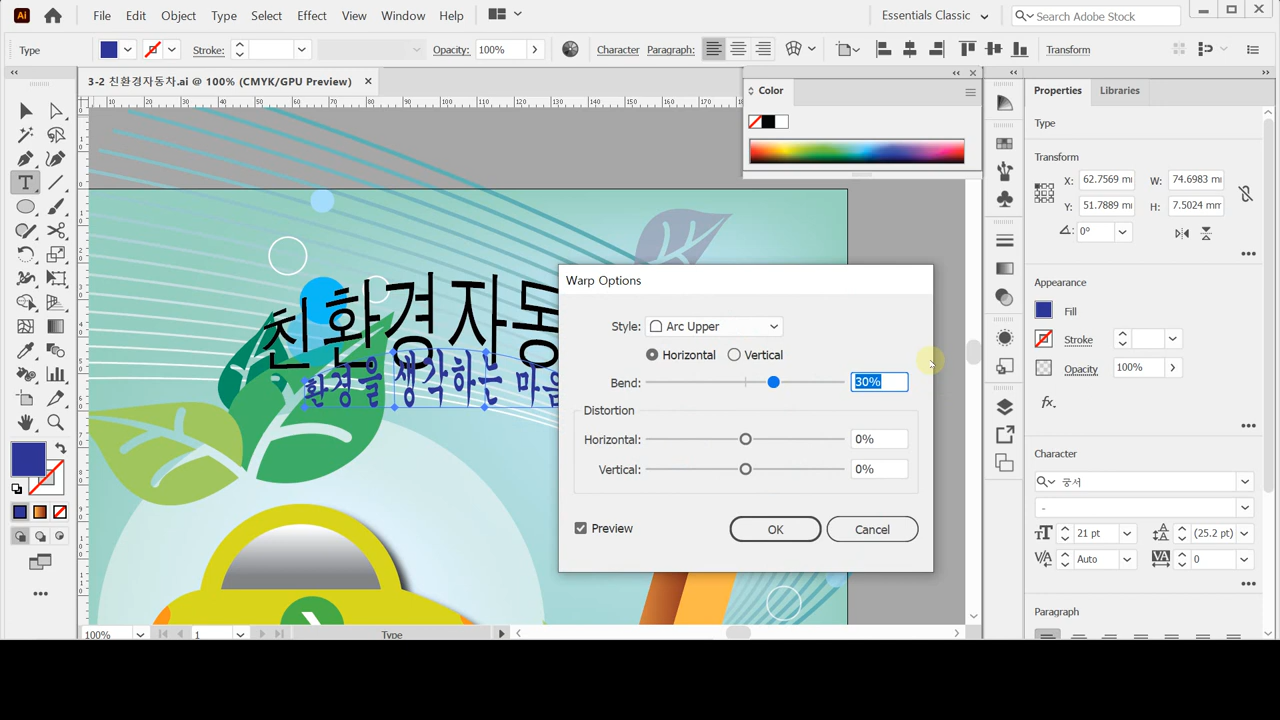 Ai File Edit Object Type Select Effect View Window Help Essentials Classic Search Adobe Stock
Type Stroke: Opacity: 100% Character Paragraph: Transform
3-2 친환경자동차.ai @ 100% (CMYK/GPU Preview) ×
Color
Properties Libraries
Type
Transform
X: 62.7569 mm W: 74.6983 mm
Y: 51.7889 mm H: 7.5024 mm
0°
Appearance
Fill
Stroke
Opacity 100%
fx.
Character
궁서
-
21 pt (25.2 pt)
Auto 0
Paragraph
친환경자동
환경을 생각하는 마음
Warp Options
Style: Arc Upper
Horizontal Vertical
Bend: 30%
Distortion
Horizontal: 0%
Vertical: 0%
Preview OK Cancel
100% 1 Type